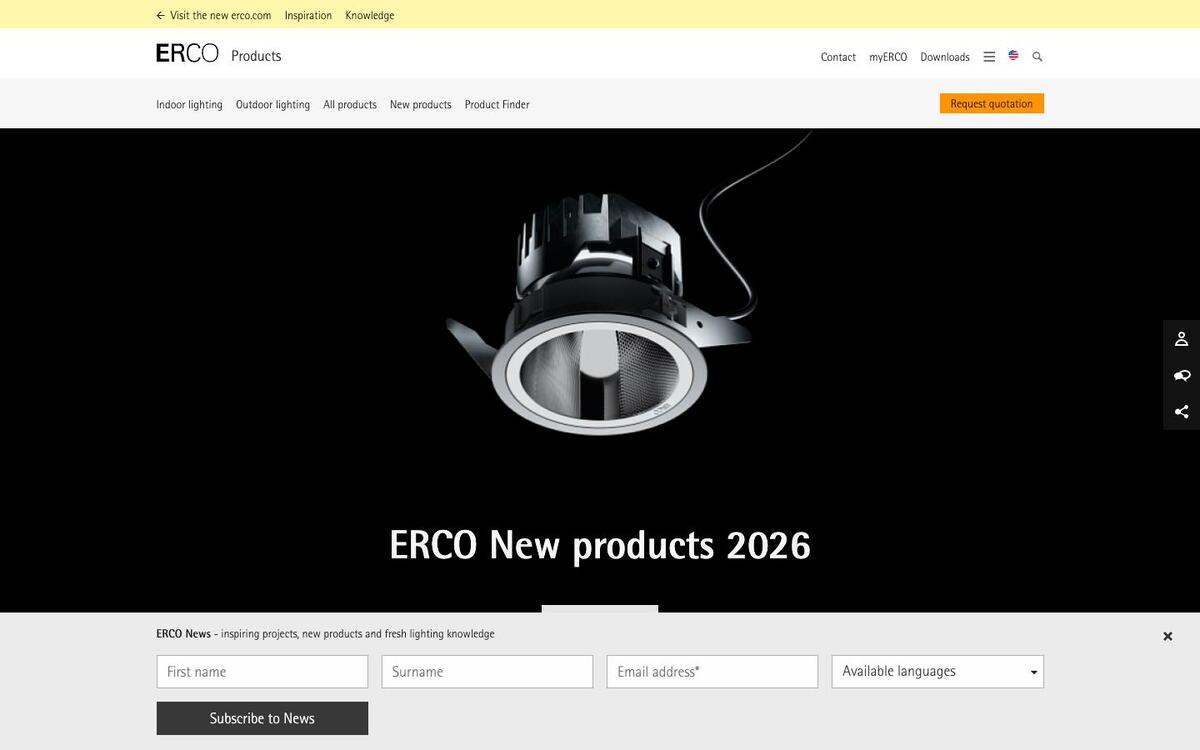 ← Visit the new erco.com Inspiration Knowledge
ERCO Products
Contact myERCO Downloads
Indoor lighting Outdoor lighting All products New products Product Finder
Request quotation
ERCO New products 2026
ERCO News - inspiring projects, new products and fresh lighting knowledge
First name Surname Email address* Available languages
Subscribe to News